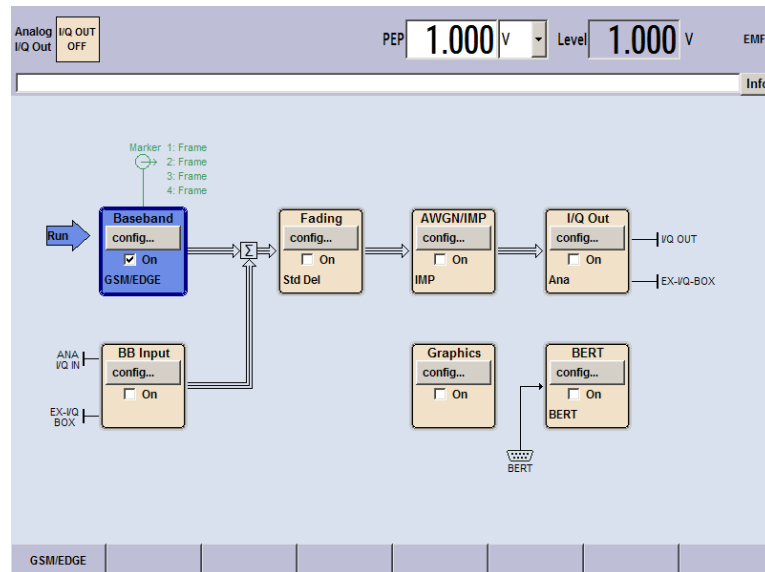 Analog I/Q Out
I/Q OUT OFF
PEP 1.000 V Level 1.000 V EMF
Info
Marker 1: Frame
2: Frame
3: Frame
4: Frame
Run
Baseband
config...
On
GSM/EDGE
Σ
Fading
config...
On
Std Del
AWGN/IMP
config...
On
IMP
I/Q Out
config...
On
Ana
I/Q OUT
EX-I/Q-BOX
ANA I/Q IN
EX-I/Q BOX
BB Input
config...
On
Graphics
config...
On
BERT
config...
On
BERT
BERT
GSM/EDGE